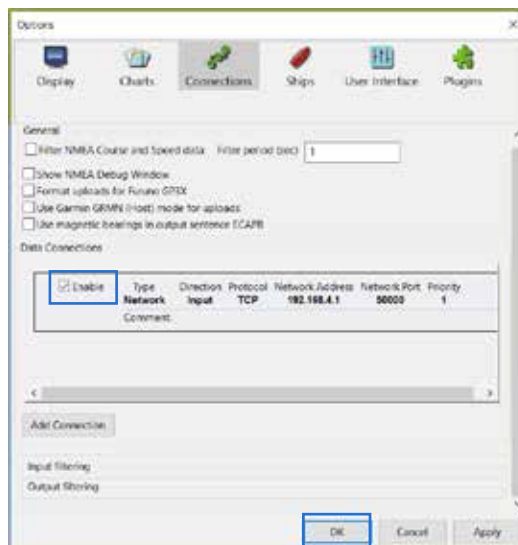 Options
Display Charts Connections Ships User Interface Plugins
General
Filter NMEA Course and Speed data Filter period (sec) 1
Show NMEA Debug Window
Format uploads for Furuno GP3X
Use Garmin GRMN (Host) mode for uploads
Use magnetic bearings in output sentence ECAPB
Data Connections
Enable Type Direction Protocol Network Address Network Port Priority
Network Input TCP 192.168.4.1 50000 1
Comment:
Add Connection
Input filtering
Output filtering
OK Cancel Apply